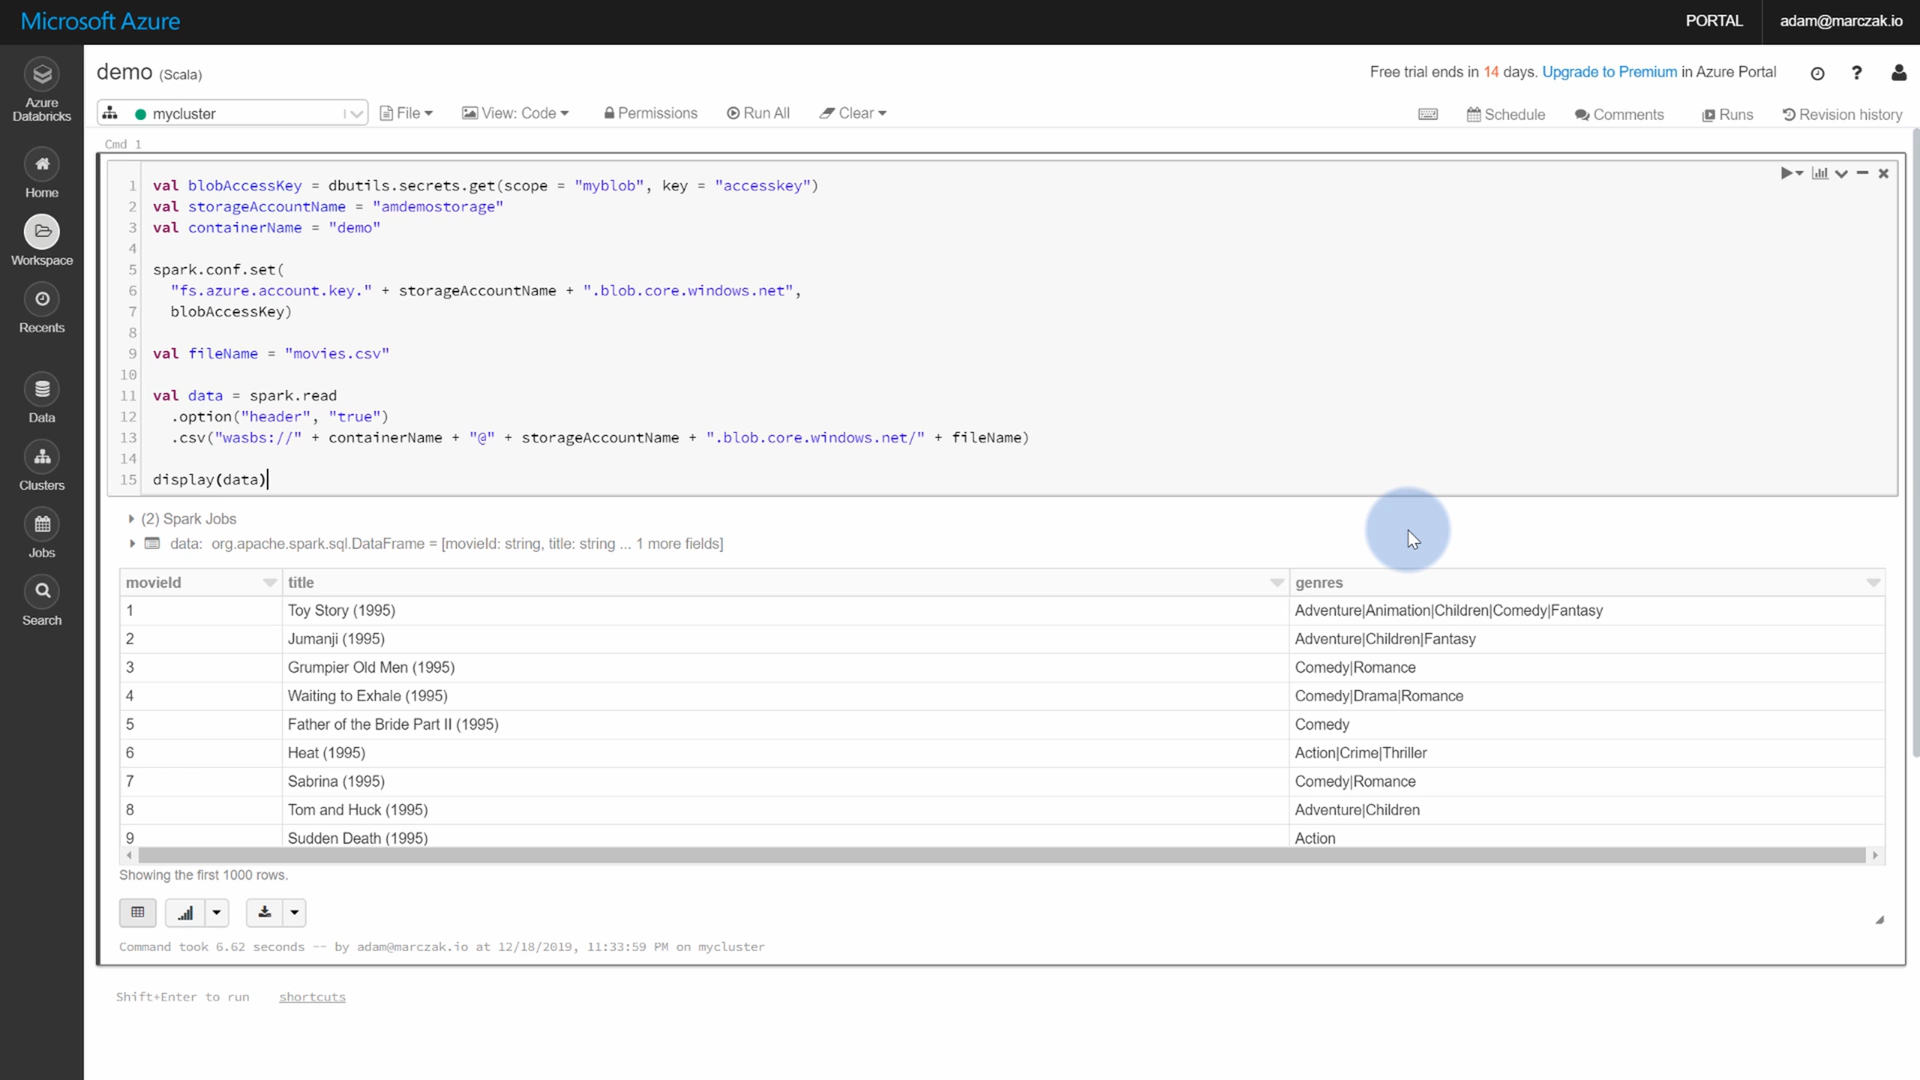 Microsoft Azure
PORTAL
adam@marczak.io
Azure Databricks
Home
Workspace
Recents
Data
Clusters
Jobs
Search
demo (Scala)
Free trial ends in 14 days. Upgrade to Premium in Azure Portal
mycluster File View: Code Permissions Run All Clear Schedule Comments Runs Revision history
Cmd 1
1 val blobAccessKey = dbutils.secrets.get(scope = "myblob", key = "accesskey")
2 val storageAccountName = "amdemostorage"
3 val containerName = "demo"
4
5 spark.conf.set(
6 "fs.azure.account.key." + storageAccountName + ".blob.core.windows.net",
7 blobAccessKey)
8
9 val fileName = "movies.csv"
10
11 val data = spark.read
12 .option("header", "true")
13 .csv("wasbs://" + containerName + "@" + storageAccountName + ".blob.core.windows.net/" + fileName)
14
15 display(data)
(2) Spark Jobs
data: org.apache.spark.sql.DataFrame = [movieId: string, title: string ... 1 more fields]
movieId title genres
1 Toy Story (1995) Adventure|Animation|Children|Comedy|Fantasy
2 Jumanji (1995) Adventure|Children|Fantasy
3 Grumpier Old Men (1995) Comedy|Romance
4 Waiting to Exhale (1995) Comedy|Drama|Romance
5 Father of the Bride Part II (1995) Comedy
6 Heat (1995) Action|Crime|Thriller
7 Sabrina (1995) Comedy|Romance
8 Tom and Huck (1995) Adventure|Children
9 Sudden Death (1995) Action
Showing the first 1000 rows.
Command took 6.62 seconds -- by adam@marczak.io at 12/18/2019, 11:33:59 PM on mycluster
Shift+Enter to run shortcuts